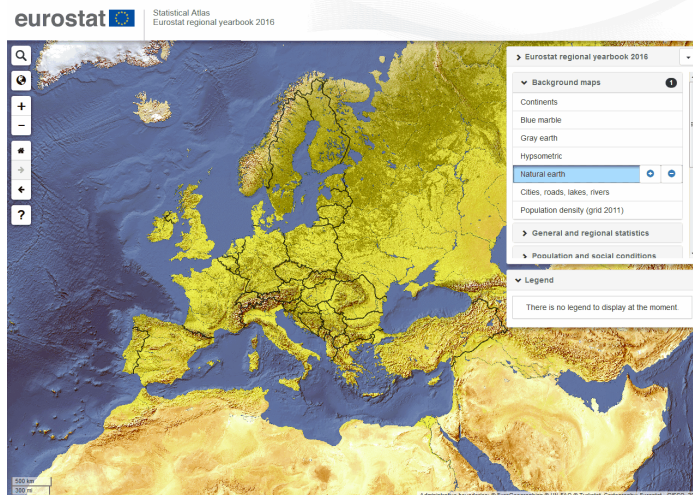 eurostat
Statistical Atlas
Eurostat regional yearbook 2016
Eurostat regional yearbook 2016
Background maps 1
Continents
Blue marble
Gray earth
Hypsometric
Natural earth
Cities, roads, lakes, rivers
Population density (grid 2011)
General and regional statistics
Population and social conditions
Legend
There is no legend to display at the moment.
?
500 km
300 mi